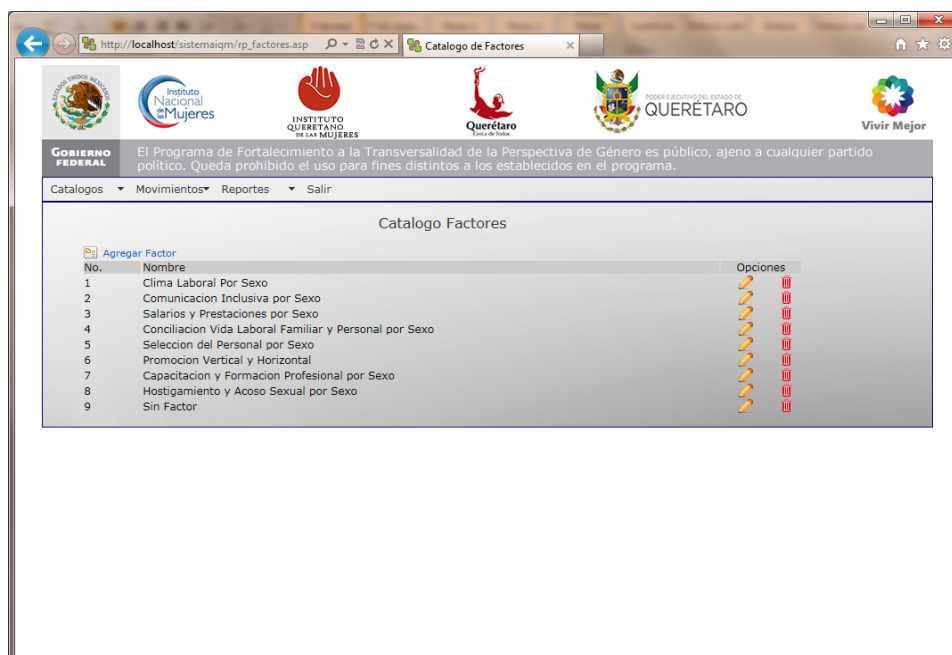 http://localhost/sistemaiqm/rp_factores.asp
Catalogo de Factores
ESTADOS UNIDOS MEXICANOS
Instituto
Nacional
de las Mujeres
INSTITUTO
QUERETANO
DE LAS MUJERES
Querétaro
Cerca de Todos
PODER EJECUTIVO DEL ESTADO DE
QUERÉTARO
Vivir Mejor
GOBIERNO
FEDERAL
El Programa de Fortalecimiento a la Transversalidad de la Perspectiva de Género es público, ajeno a cualquier partido
político. Queda prohibido el uso para fines distintos a los establecidos en el programa.
Catalogos Movimientos Reportes Salir
Catalogo Factores
Agregar Factor
No. Nombre Opciones
1 Clima Laboral Por Sexo
2 Comunicacion Inclusiva por Sexo
3 Salarios y Prestaciones por Sexo
4 Conciliacion Vida Laboral Familiar y Personal por Sexo
5 Seleccion del Personal por Sexo
6 Promocion Vertical y Horizontal
7 Capacitacion y Formacion Profesional por Sexo
8 Hostigamiento y Acoso Sexual por Sexo
9 Sin Factor